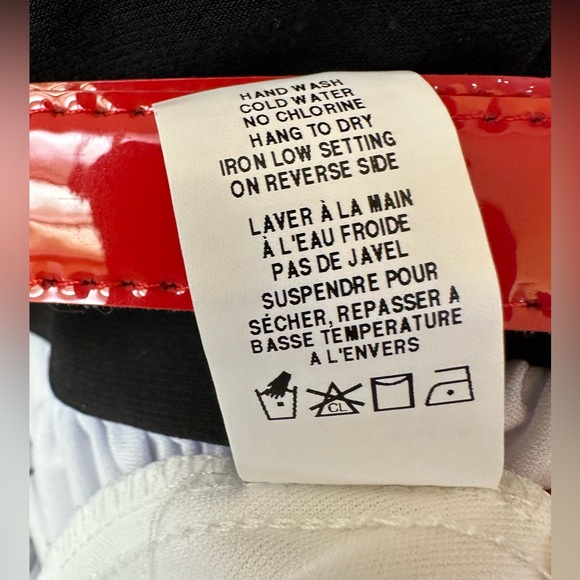 HAND WASH
COLD WATER
NO CHLORINE
HANG TO DRY
IRON LOW SETTING
ON REVERSE SIDE
LAVER À LA MAIN
À L'EAU FROIDE
PAS DE JAVEL
SUSPENDRE POUR
SÉCHER, REPASSER A
BASSE TEMPERATURE
A L'ENVERS
CL